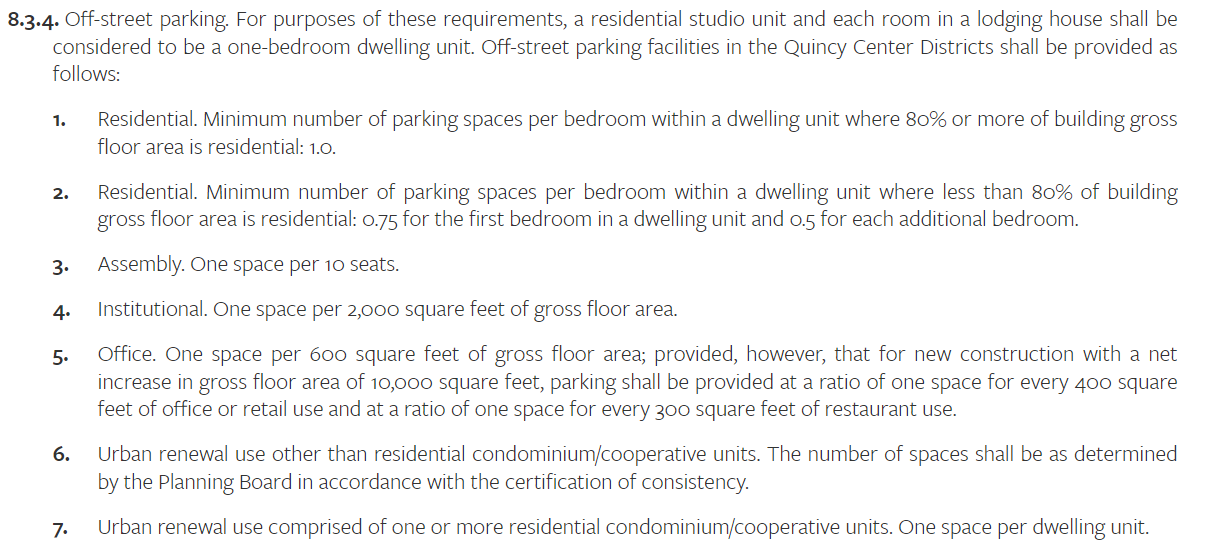 8.3.4. Off-street parking. For purposes of these requirements, a residential studio unit and each room in a lodging house shall be
considered to be a one-bedroom dwelling unit. Off-street parking facilities in the Quincy Center Districts shall be provided as
follows:
1. Residential. Minimum number of parking spaces per bedroom within a dwelling unit where 80% or more of building gross
floor area is residential: 1.0.
2. Residential. Minimum number of parking spaces per bedroom within a dwelling unit where less than 80% of building
gross floor area is residential: 0.75 for the first bedroom in a dwelling unit and 0.5 for each additional bedroom.
3. Assembly. One space per 10 seats.
4. Institutional. One space per 2,000 square feet of gross floor area.
5. Office. One space per 600 square feet of gross floor area; provided, however, that for new construction with a net
increase in gross floor area of 10,000 square feet, parking shall be provided at a ratio of one space for every 400 square
feet of office or retail use and at a ratio of one space for every 300 square feet of restaurant use.
6. Urban renewal use other than residential condominium/cooperative units. The number of spaces shall be as determined
by the Planning Board in accordance with the certification of consistency.
7. Urban renewal use comprised of one or more residential condominium/cooperative units. One space per dwelling unit.